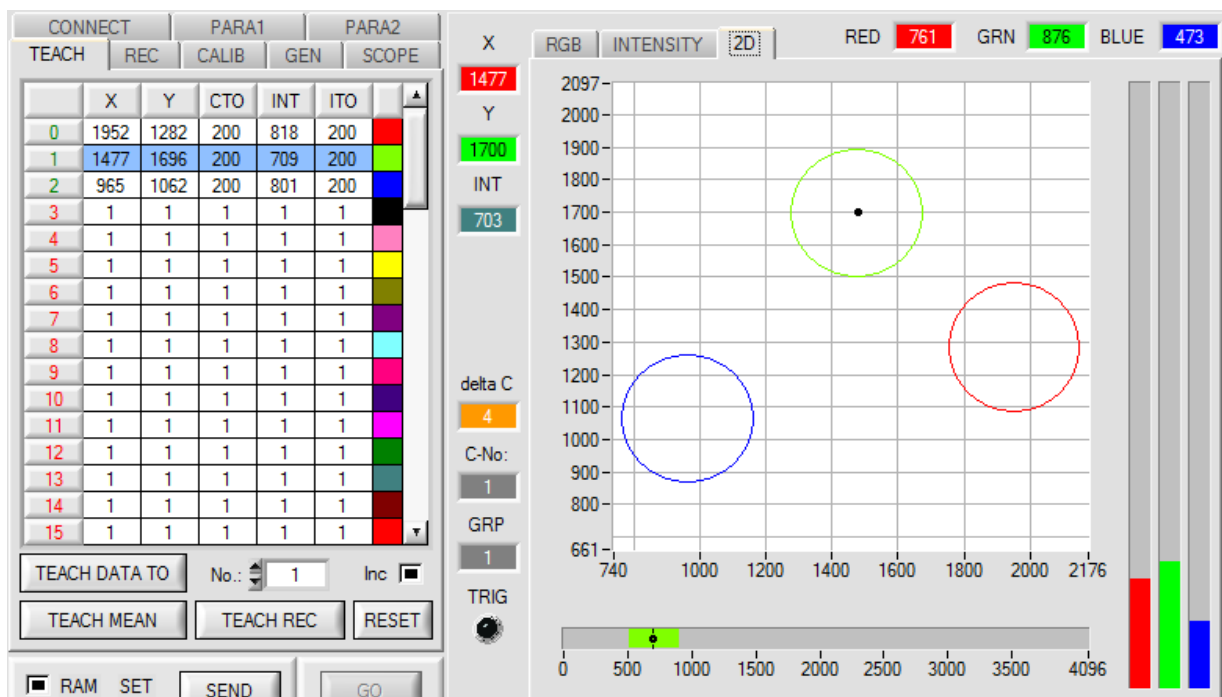 CONNECT PARA1 PARA2
TEACH REC CALIB GEN SCOPE
X Y CTO INT ITO
0 1952 1282 200 818 200
1 1477 1696 200 709 200
2 965 1062 200 801 200
3 1 1 1 1 1
4 1 1 1 1 1
5 1 1 1 1 1
6 1 1 1 1 1
7 1 1 1 1 1
8 1 1 1 1 1
9 1 1 1 1 1
10 1 1 1 1 1
11 1 1 1 1 1
12 1 1 1 1 1
13 1 1 1 1 1
14 1 1 1 1 1
15 1 1 1 1 1
TEACH DATA TO No.: 1 Inc
TEACH MEAN TEACH REC RESET
RAM SET SEND GO
X
1477
Y
1700
INT
703
delta C
4
C-No:
1
GRP
1
TRIG
RGB INTENSITY 2D RED 761 GRN 876 BLUE 473
2097
2000
1900
1800
1700
1600
1500
1400
1300
1200
1100
1000
900
800
661
740 1000 1200 1400 1600 1800 2000 2176
0 500 1000 1500 2000 2500 3000 3500 4096